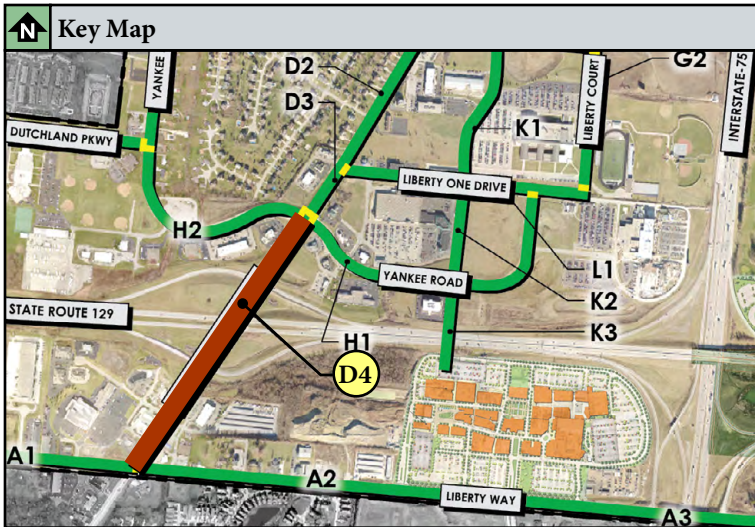 N Key Map
D2
G2
YANKEE
D3
LIBERTY COURT
INTERSTATE-75
K1
DUTCHLAND PKWY
LIBERTY ONE DRIVE
H2
L1
YANKEE ROAD
K2
STATE ROUTE 129
H1
K3
D4
A1
A2
LIBERTY WAY
A3